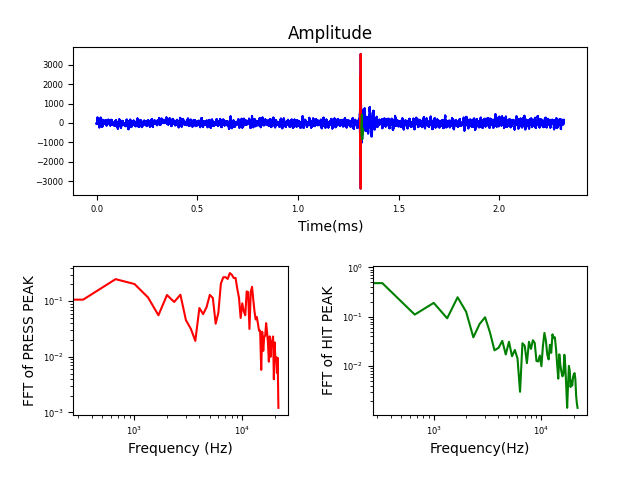 Amplitude
3000
2000
1000
0
−1000
−2000
−3000
0.0 0.5 1.0 1.5 2.0
Time(ms)
FFT of PRESS PEAK
10⁻¹
10⁻²
10⁻³
10³ 10⁴
Frequency (Hz)
FFT of HIT PEAK
10⁰
10⁻¹
10⁻²
10³ 10⁴
Frequency(Hz)